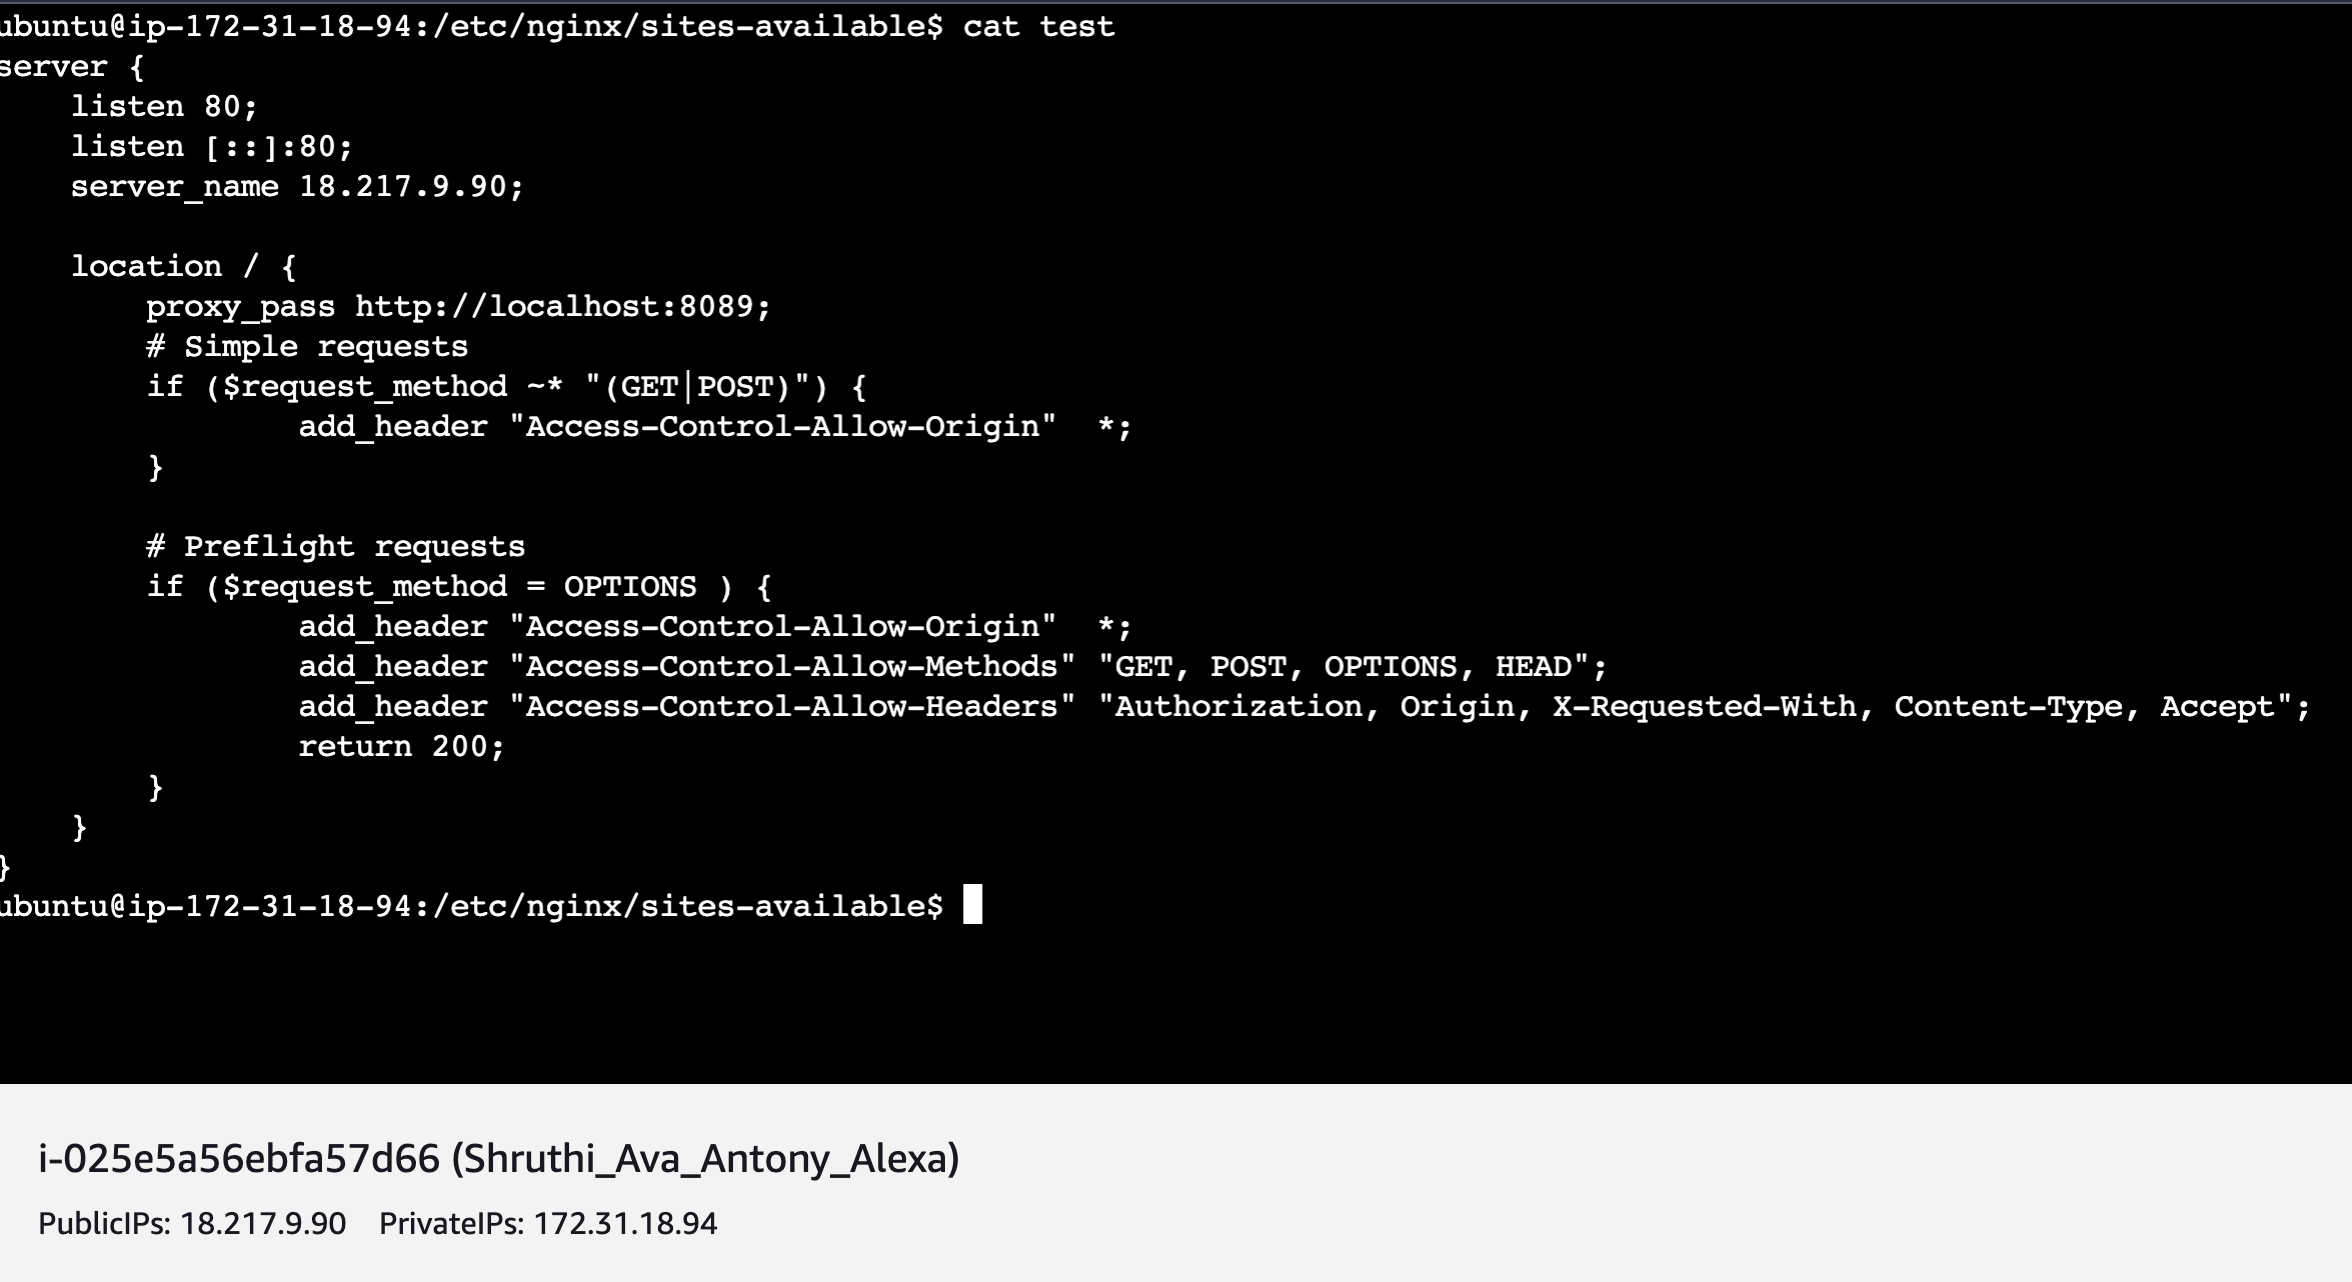 ubuntu@ip-172-31-18-94:/etc/nginx/sites-available$ cat test
server {
listen 80;
listen [::]:80;
server_name 18.217.9.90;
location / {
proxy_pass http://localhost:8089;
# Simple requests
if ($request_method ~* "(GET|POST)") {
add_header "Access-Control-Allow-Origin"  *;
}
# Preflight requests
if ($request_method = OPTIONS ) {
add_header "Access-Control-Allow-Origin"  *;
add_header "Access-Control-Allow-Methods" "GET, POST, OPTIONS, HEAD";
add_header "Access-Control-Allow-Headers" "Authorization, Origin, X-Requested-With, Content-Type, Accept";
return 200;
}
}
}
ubuntu@ip-172-31-18-94:/etc/nginx/sites-available$
i-025e5a56ebfa57d66 (Shruthi_Ava_Antony_Alexa)
PublicIPs: 18.217.9.90 PrivateIPs: 172.31.18.94